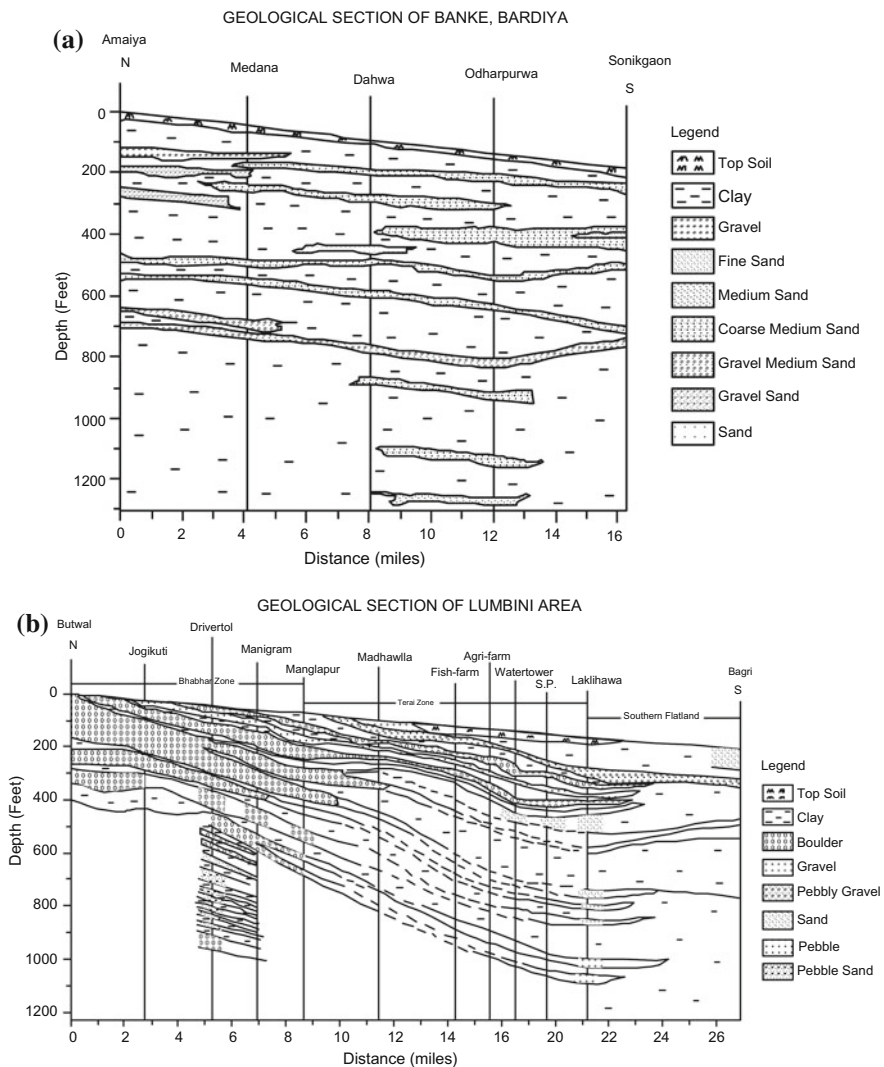 GEOLOGICAL SECTION OF BANKE, BARDIYA
(a)
Amaiya
N
Medana
Dahwa
Odharpurwa
Sonikgaon
S
0
200
400
600
800
1000
1200
Depth (Feet)
0 2 4 6 8 10 12 14 16
Distance (miles)
Legend
Top Soil
Clay
Gravel
Fine Sand
Medium Sand
Coarse Medium Sand
Gravel Medium Sand
Gravel Sand
Sand
GEOLOGICAL SECTION OF LUMBINI AREA
(b)
Butwal
N
Jogikuti
Drivertol
Manigram
Manglapur
Madhawlla
Fish-farm
Agri-farm
Watertower
S.P.
Laklihawa
Bagri
S
Bhabhar Zone
Terai Zone
Southern Flatland
0
200
400
600
800
1000
1200
Depth (Feet)
0 2 4 6 8 10 12 14 16 18 20 22 24 26
Distance (miles)
Legend
Top Soil
Clay
Boulder
Gravel
Pebbly Gravel
Sand
Pebble
Pebble Sand